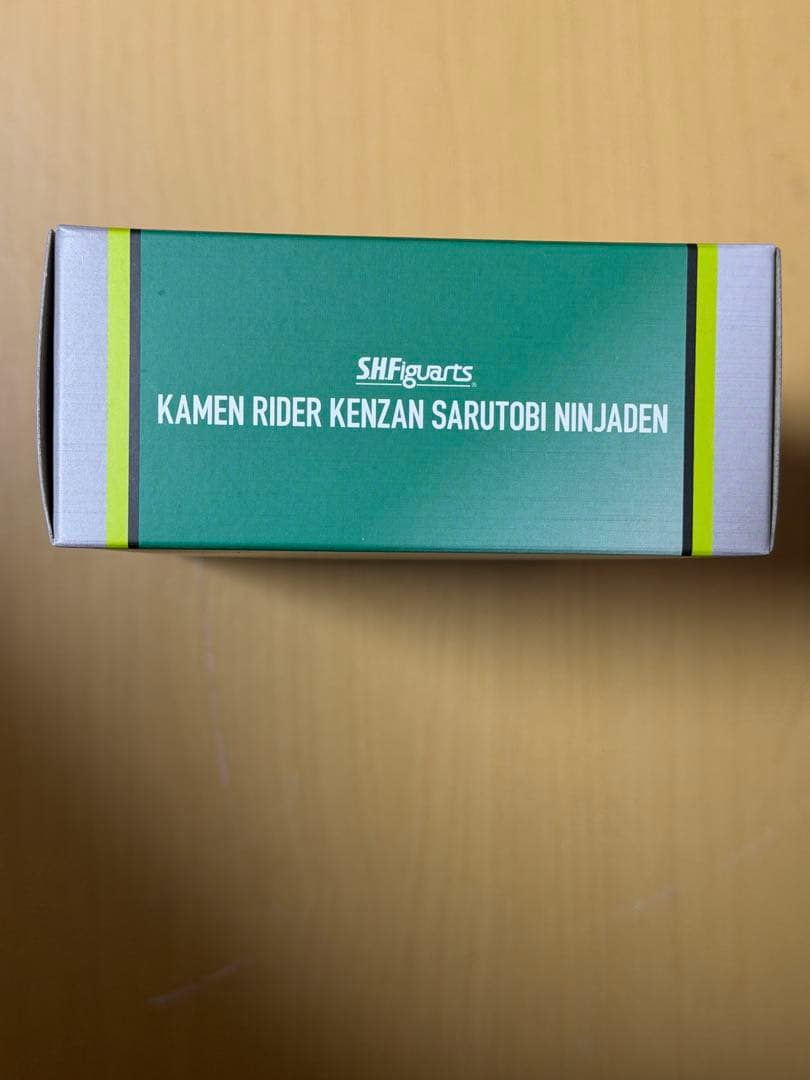 S.H.Figuarts®
KAMEN RIDER KENZAN SARUTOBI NINJADEN